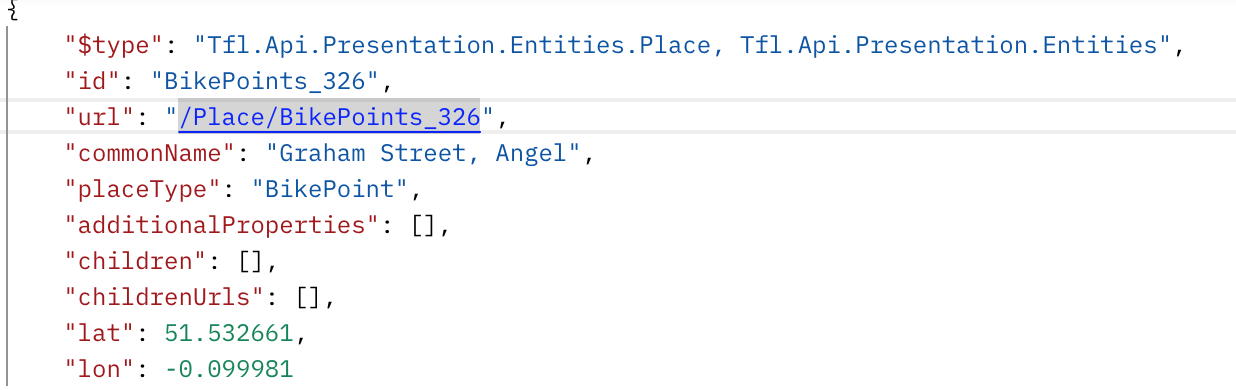 {
"$type": "Tfl.Api.Presentation.Entities.Place, Tfl.Api.Presentation.Entities",
"id": "BikePoints_326",
"url": "/Place/BikePoints_326",
"commonName": "Graham Street, Angel",
"placeType": "BikePoint",
"additionalProperties": [],
"children": [],
"childrenUrls": [],
"lat": 51.532661,
"lon": -0.099981